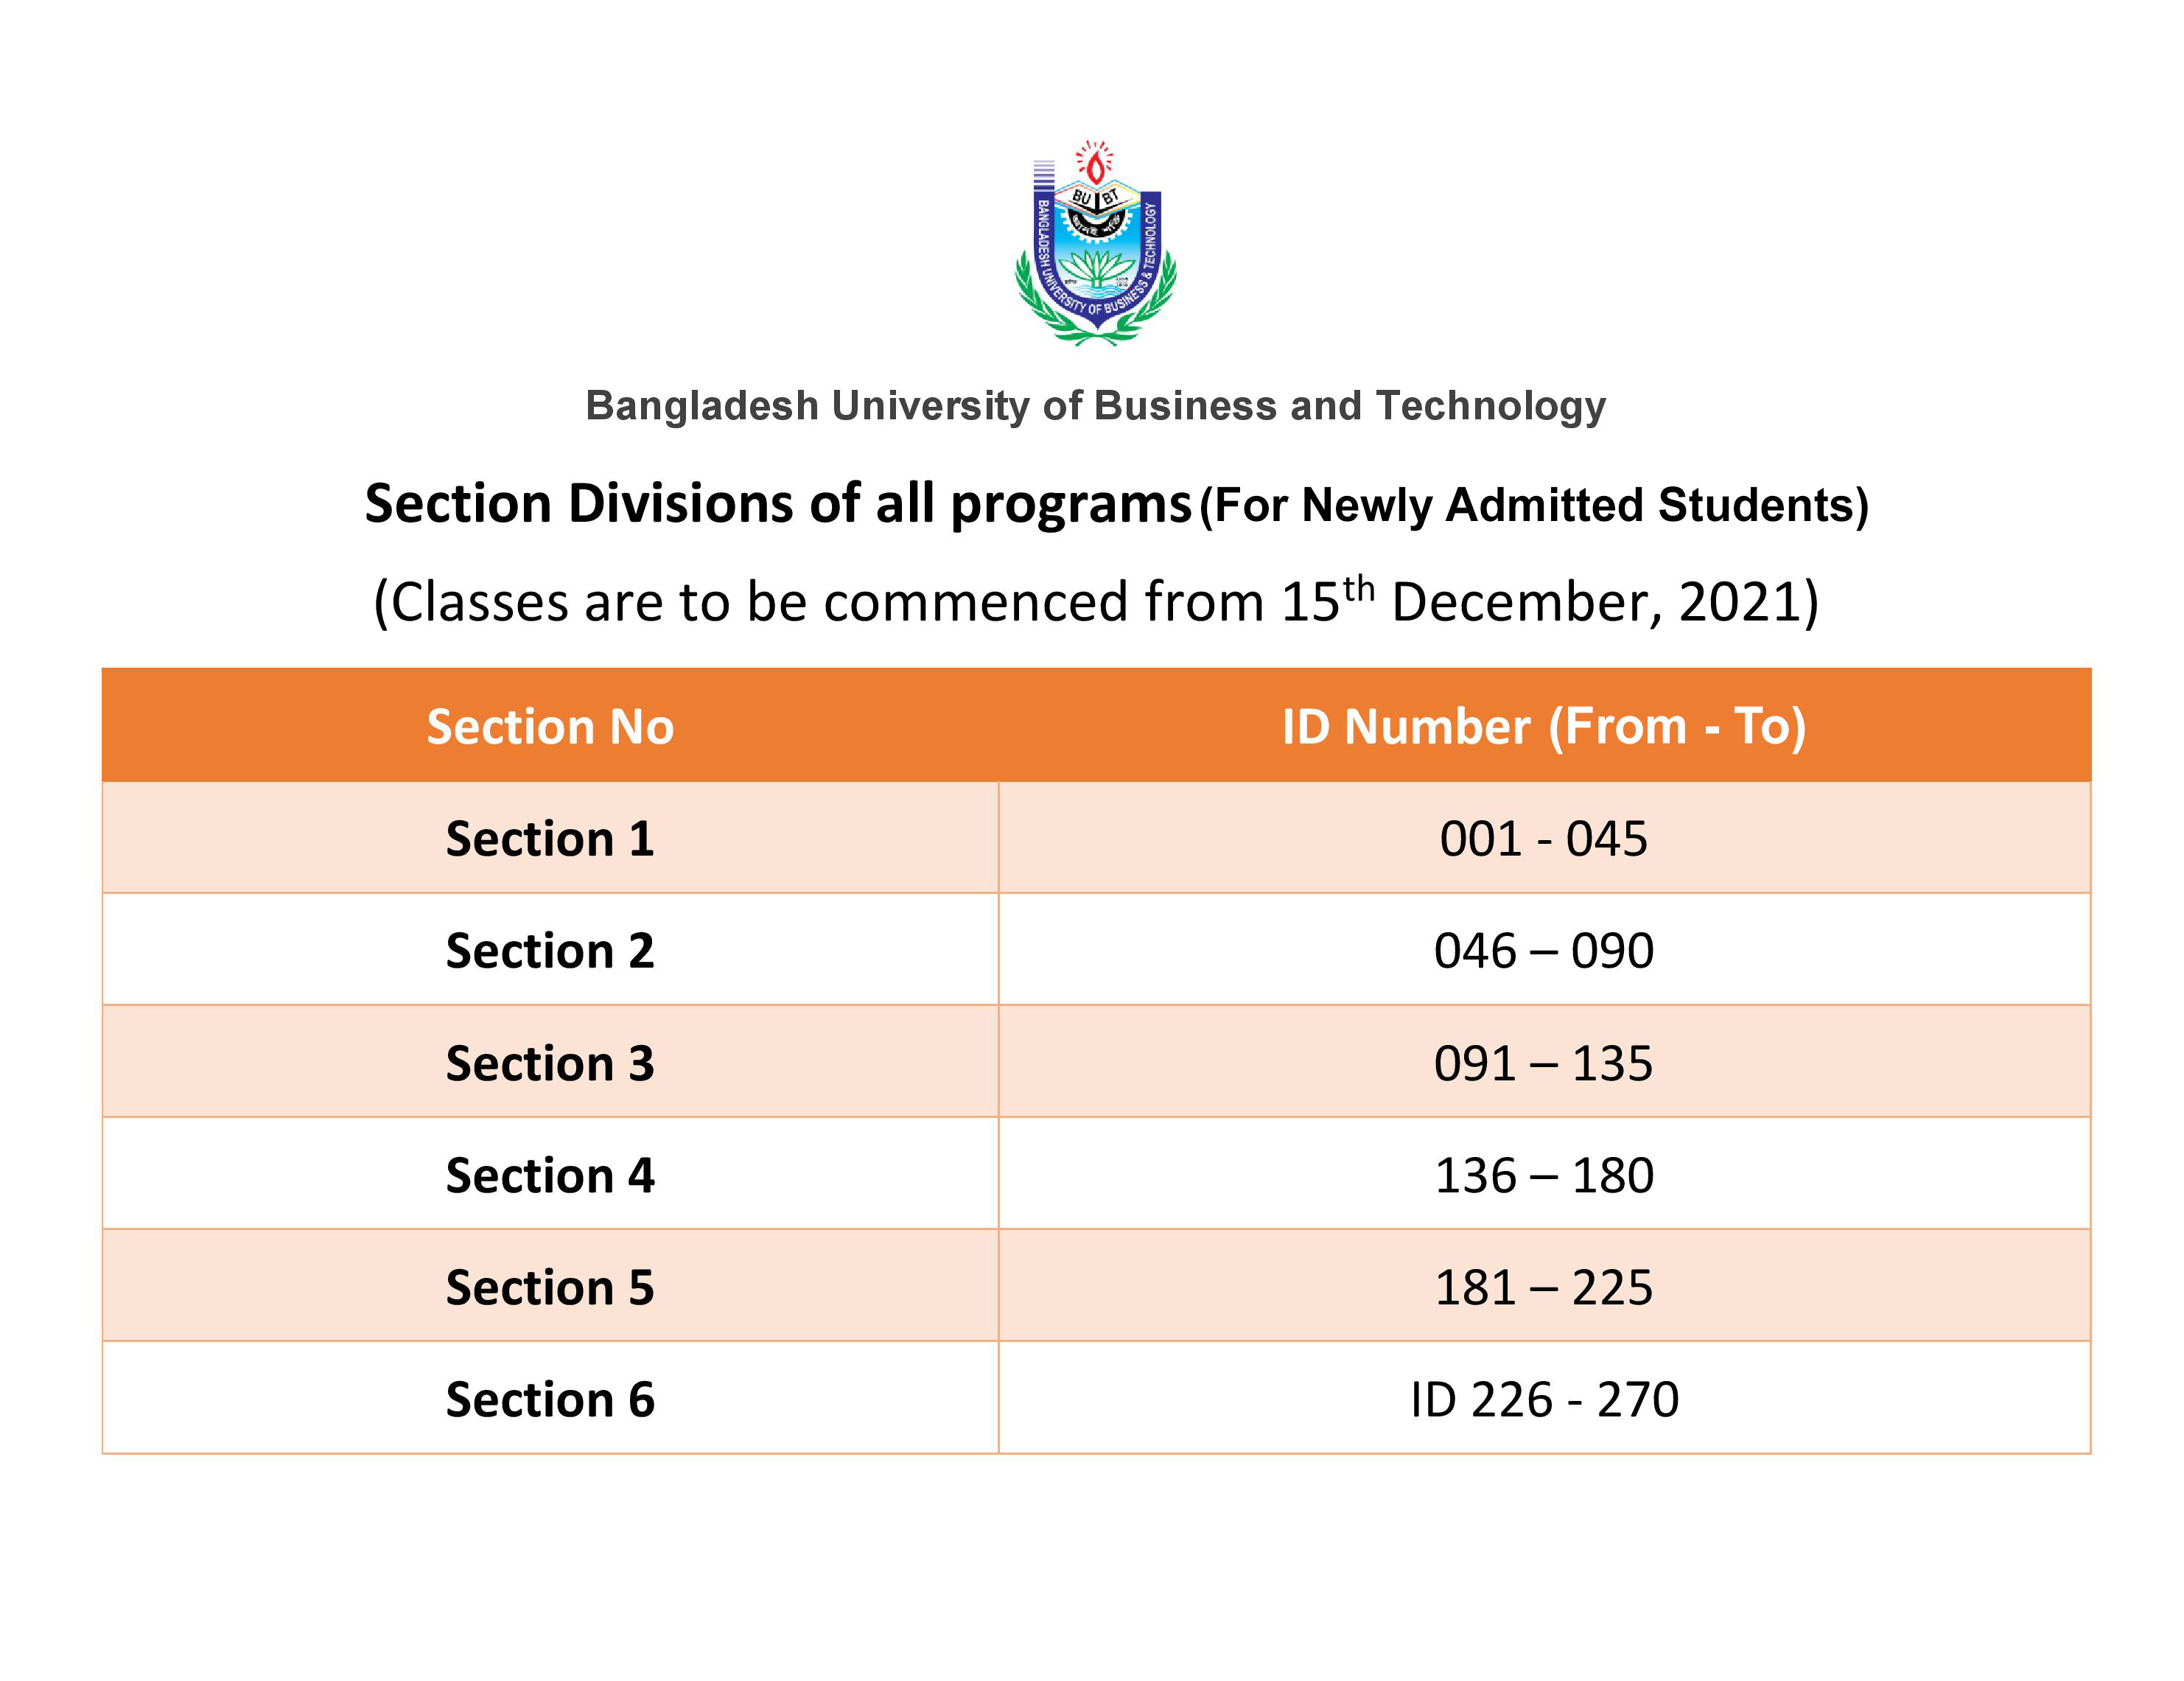 BU BT
BANGLADESH UNIVERSITY OF BUSINESS & TECHNOLOGY
Bangladesh University of Business and Technology
Section Divisions of all programs (For Newly Admitted Students)
(Classes are to be commenced from 15th December, 2021)
Section No ID Number (From - To)
Section 1 001 - 045
Section 2 046 – 090
Section 3 091 – 135
Section 4 136 – 180
Section 5 181 – 225
Section 6 ID 226 - 270